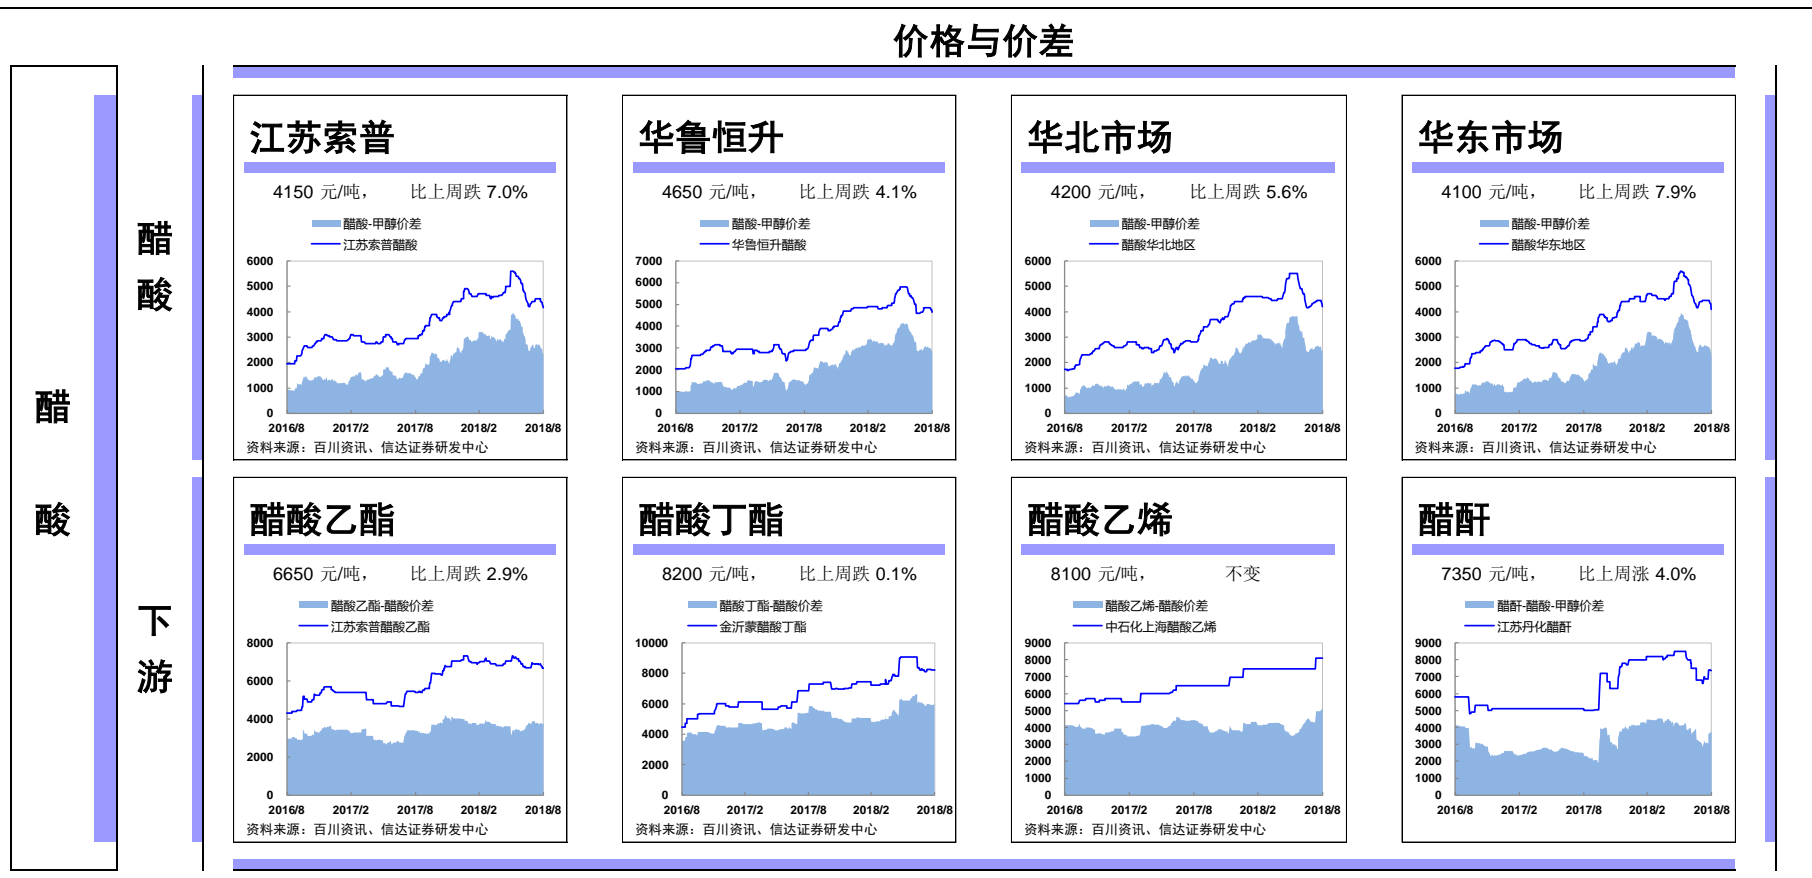 价格与价差
醋
酸
醋
酸
江苏索普
4150 元/吨， 比上周跌 7.0%
醋酸-甲醇价差
江苏索普醋酸
6000
5000
4000
3000
2000
1000
0
2016/8 2017/2 2017/8 2018/2 2018/8
资料来源：百川资讯、信达证券研发中心
华鲁恒升
4650 元/吨， 比上周跌 4.1%
醋酸-甲醇价差
华鲁恒升醋酸
7000
6000
5000
4000
3000
2000
1000
0
2016/8 2017/2 2017/8 2018/2 2018/8
资料来源：百川资讯、信达证券研发中心
华北市场
4200 元/吨， 比上周跌 5.6%
醋酸-甲醇价差
醋酸华北地区
6000
5000
4000
3000
2000
1000
0
2016/8 2017/2 2017/8 2018/2 2018/8
资料来源：百川资讯、信达证券研发中心
华东市场
4100 元/吨， 比上周跌 7.9%
醋酸-甲醇价差
醋酸华东地区
6000
5000
4000
3000
2000
1000
0
2016/8 2017/2 2017/8 2018/2 2018/8
资料来源：百川资讯、信达证券研发中心
下
游
醋酸乙酯
6650 元/吨， 比上周跌 2.9%
醋酸乙酯-醋酸价差
江苏索普醋酸乙酯
8000
6000
4000
2000
0
2016/8 2017/2 2017/8 2018/2 2018/8
资料来源：百川资讯、信达证券研发中心
醋酸丁酯
8200 元/吨， 比上周跌 0.1%
醋酸丁酯-醋酸价差
金沂蒙醋酸丁酯
10000
8000
6000
4000
2000
0
2016/8 2017/2 2017/8 2018/2 2018/8
资料来源：百川资讯、信达证券研发中心
醋酸乙烯
8100 元/吨， 不变
醋酸乙烯-醋酸价差
中石化上海醋酸乙烯
9000
8000
7000
6000
5000
4000
3000
2000
1000
0
2016/8 2017/2 2017/8 2018/2 2018/8
资料来源：百川资讯、信达证券研发中心
醋酐
7350 元/吨， 比上周涨 4.0%
醋酐-醋酸-甲醇价差
江苏丹化醋酐
9000
8000
7000
6000
5000
4000
3000
2000
1000
0
2016/8 2017/2 2017/8 2018/2 2018/8